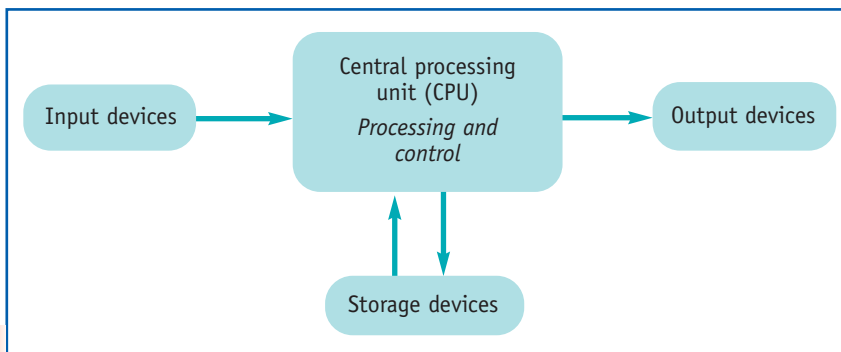 Input devices
Central processing
unit (CPU)
Processing and
control
Output devices
Storage devices